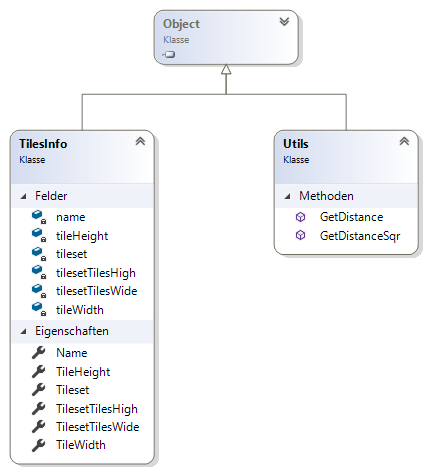 Object
Klasse
TilesInfo
Klasse
Felder
name
tileHeight
tileset
tilesetTilesHigh
tilesetTilesWide
tileWidth
Eigenschaften
Name
TileHeight
Tileset
TilesetTilesHigh
TilesetTilesWide
TileWidth
Utils
Klasse
Methoden
GetDistance
GetDistanceSqr